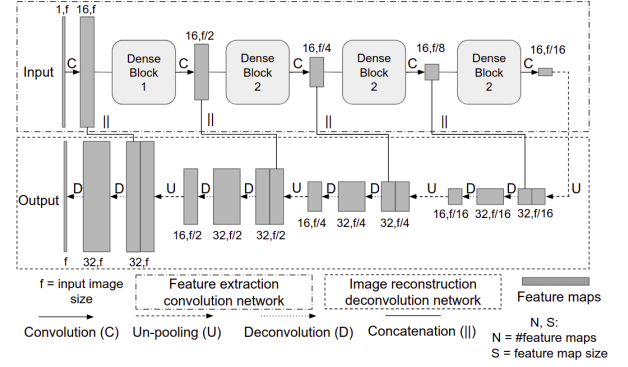 1,f 16,f 16,f/2 16,f/4 16,f/8 16,f/16
Input C Dense Block 1 C Dense Block 2 C Dense Block 2 C Dense Block 2 C
|| || || ||
Output D D U D D U D D U D D U
16,f/2 32,f/2 32,f/2 16,f/4 32,f/4 32,f/4 16,f/16 32,f/16 32,f/16
f 32,f 32,f
f = input image
size
Feature extraction
convolution network
Image reconstruction
deconvolution network
Feature maps
Convolution (C) Un-pooling (U) Deconvolution (D) Concatenation (||)
N, S:
N = #feature maps
S = feature map size